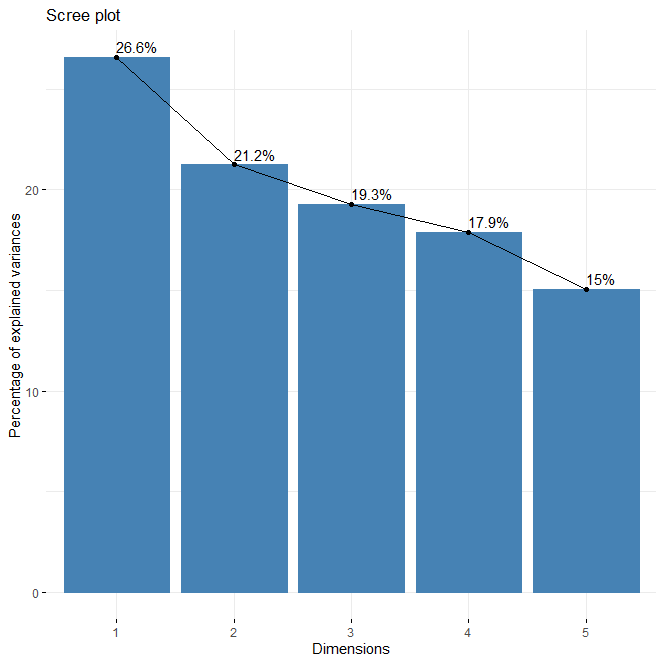 Scree plot
26.6%
21.2%
19.3%
17.9%
15%
20
10
0
Percentage of explained variances
1 2 3 4 5
Dimensions